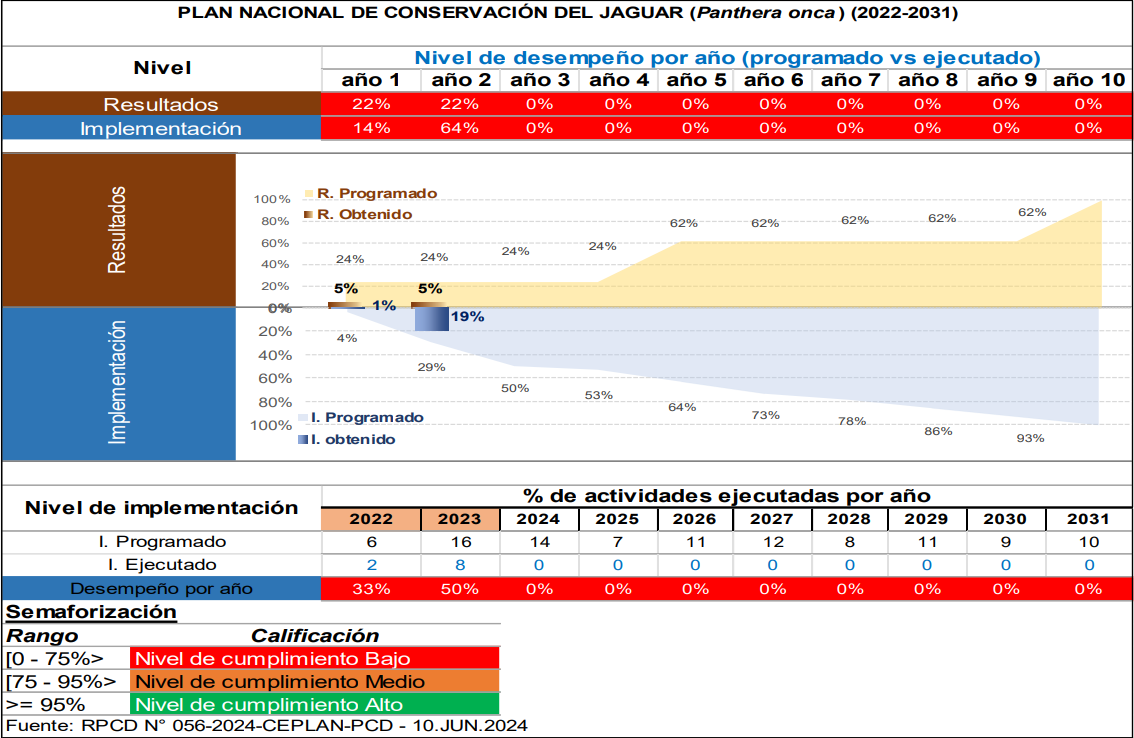 PLAN NACIONAL DE CONSERVACIÓN DEL JAGUAR (Panthera onca) (2022-2031)
Nivel
Nivel de desempeño por año (programado vs ejecutado)
año 1 año 2 año 3 año 4 año 5 año 6 año 7 año 8 año 9 año 10
Resultados 22% 22% 0% 0% 0% 0% 0% 0% 0% 0%
Implementación 14% 64% 0% 0% 0% 0% 0% 0% 0% 0%
Resultados
R. Programado
R. Obtenido
100%
80%
60%
40%
20%
0%
24% 24% 24% 24% 62% 62% 62% 62% 62%
5% 5%
Implementación
0%
20%
40%
60%
80%
100%
1% 19%
4% 29% 50% 53% 64% 73% 78% 86% 93%
I. Programado
I. obtenido
Nivel de implementación
% de actividades ejecutadas por año
2022 2023 2024 2025 2026 2027 2028 2029 2030 2031
I. Programado 6 16 14 7 11 12 8 11 9 10
I. Ejecutado 2 8 0 0 0 0 0 0 0 0
Desempeño por año 33% 50% 0% 0% 0% 0% 0% 0% 0% 0%
Semaforización
Rango Calificación
[0 - 75%> Nivel de cumplimiento Bajo
[75 - 95%> Nivel de cumplimiento Medio
>= 95% Nivel de cumplimiento Alto
Fuente: RPCD N° 056-2024-CEPLAN-PCD - 10.JUN.2024